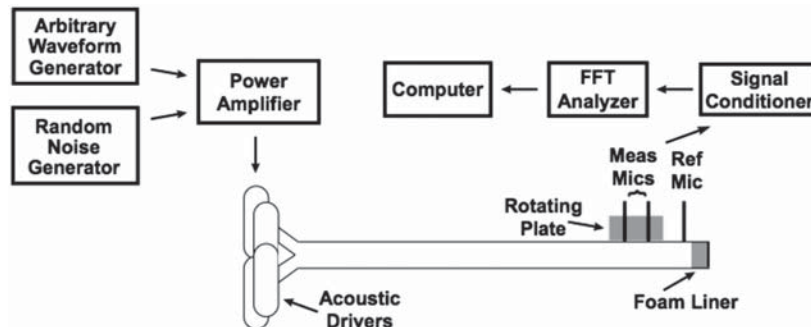 Arbitrary
Waveform
Generator
Random
Noise
Generator
Power
Amplifier
Computer
FFT
Analyzer
Signal
Conditioner
Meas
Mics
Ref
Mic
Rotating
Plate
Acoustic
Drivers
Foam Liner